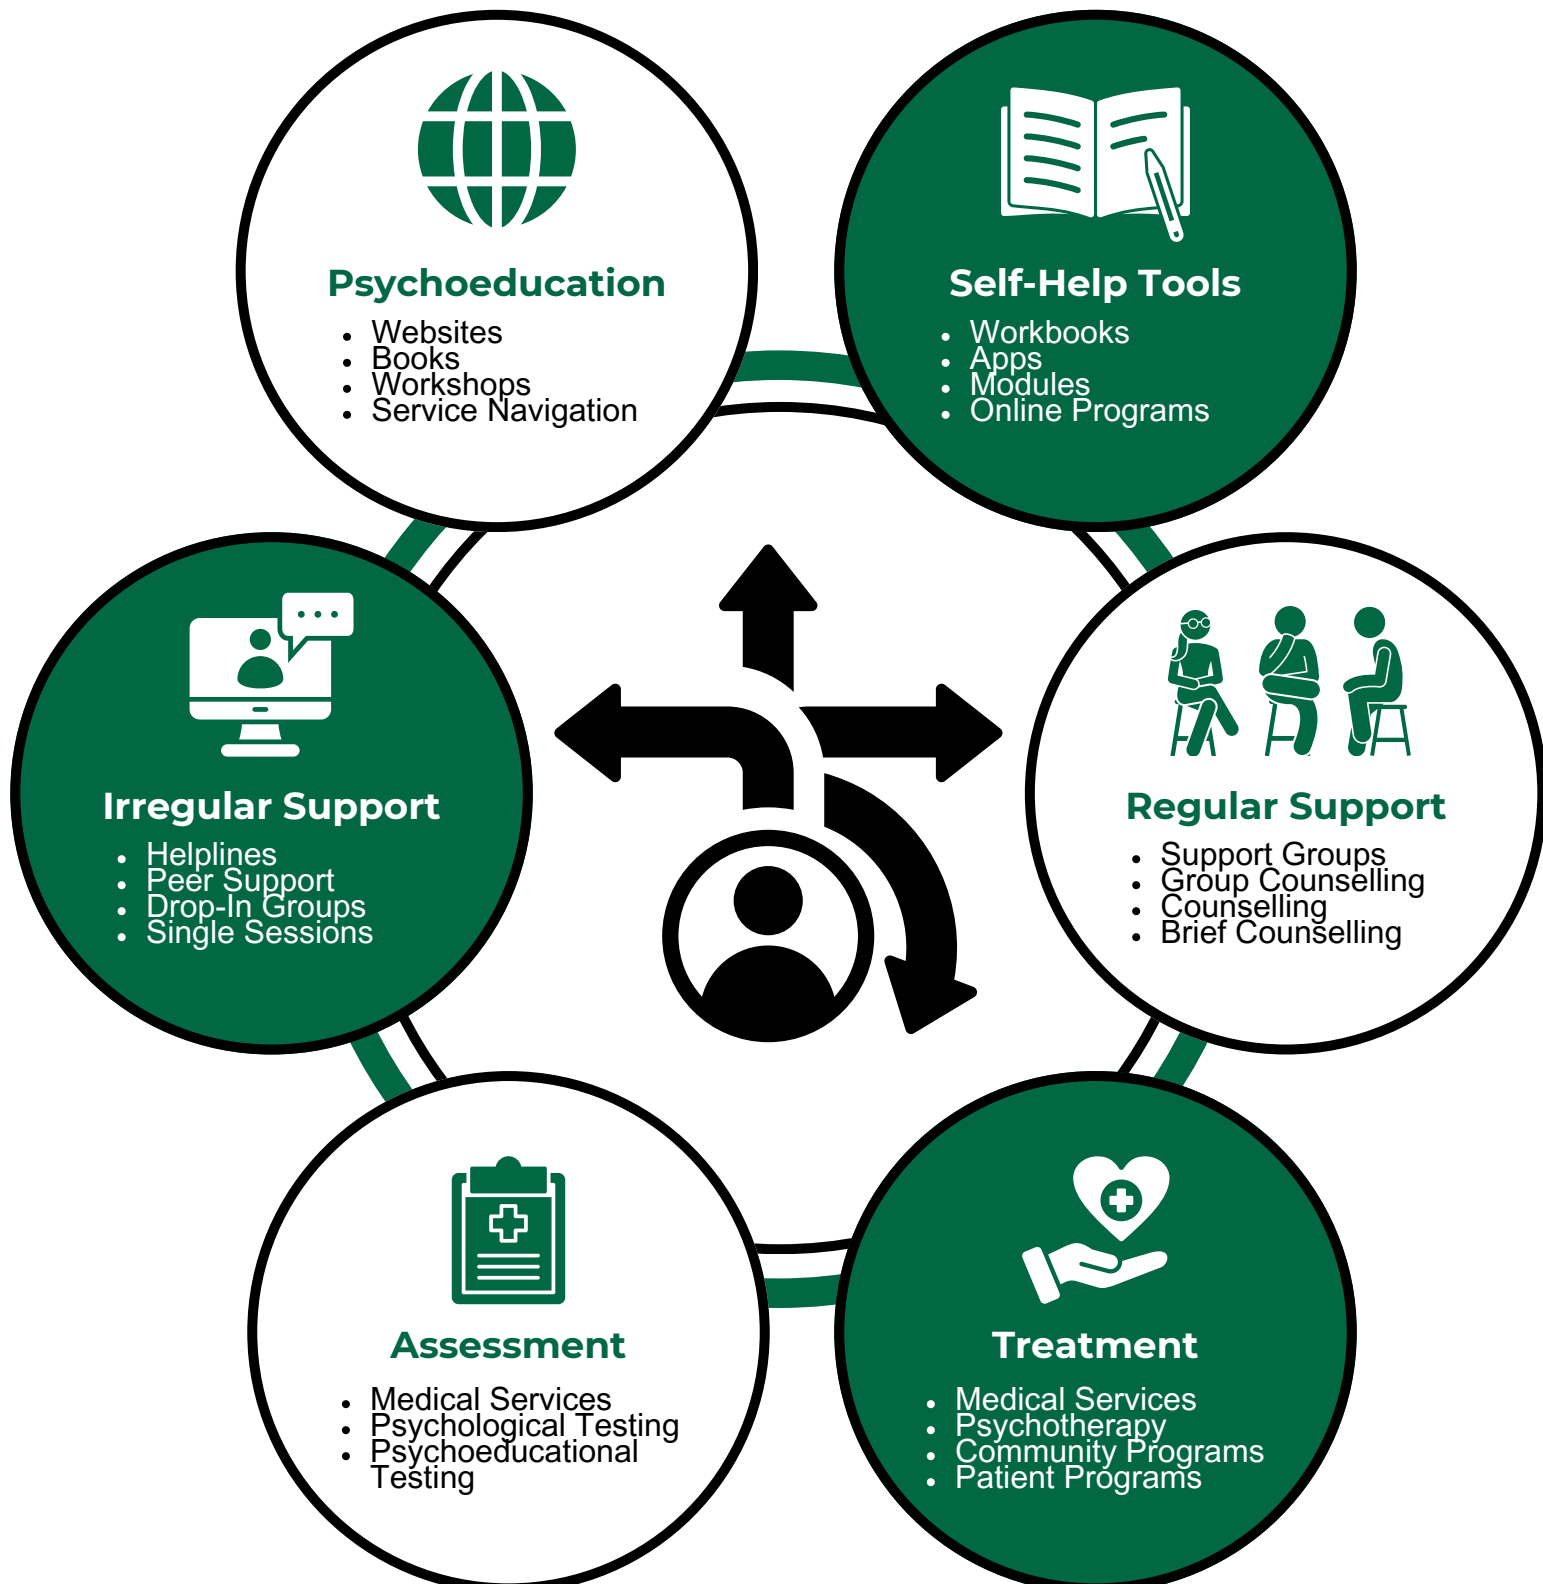 Psychoeducation
• Websites
• Books
• Workshops
• Service Navigation
Self-Help Tools
• Workbooks
• Apps
• Modules
• Online Programs
Irregular Support
• Helplines
• Peer Support
• Drop-In Groups
• Single Sessions
Regular Support
• Support Groups
• Group Counselling
• Counselling
• Brief Counselling
Assessment
• Medical Services
• Psychological Testing
• Psychoeducational
Testing
Treatment
• Medical Services
• Psychotherapy
• Community Programs
• Patient Programs